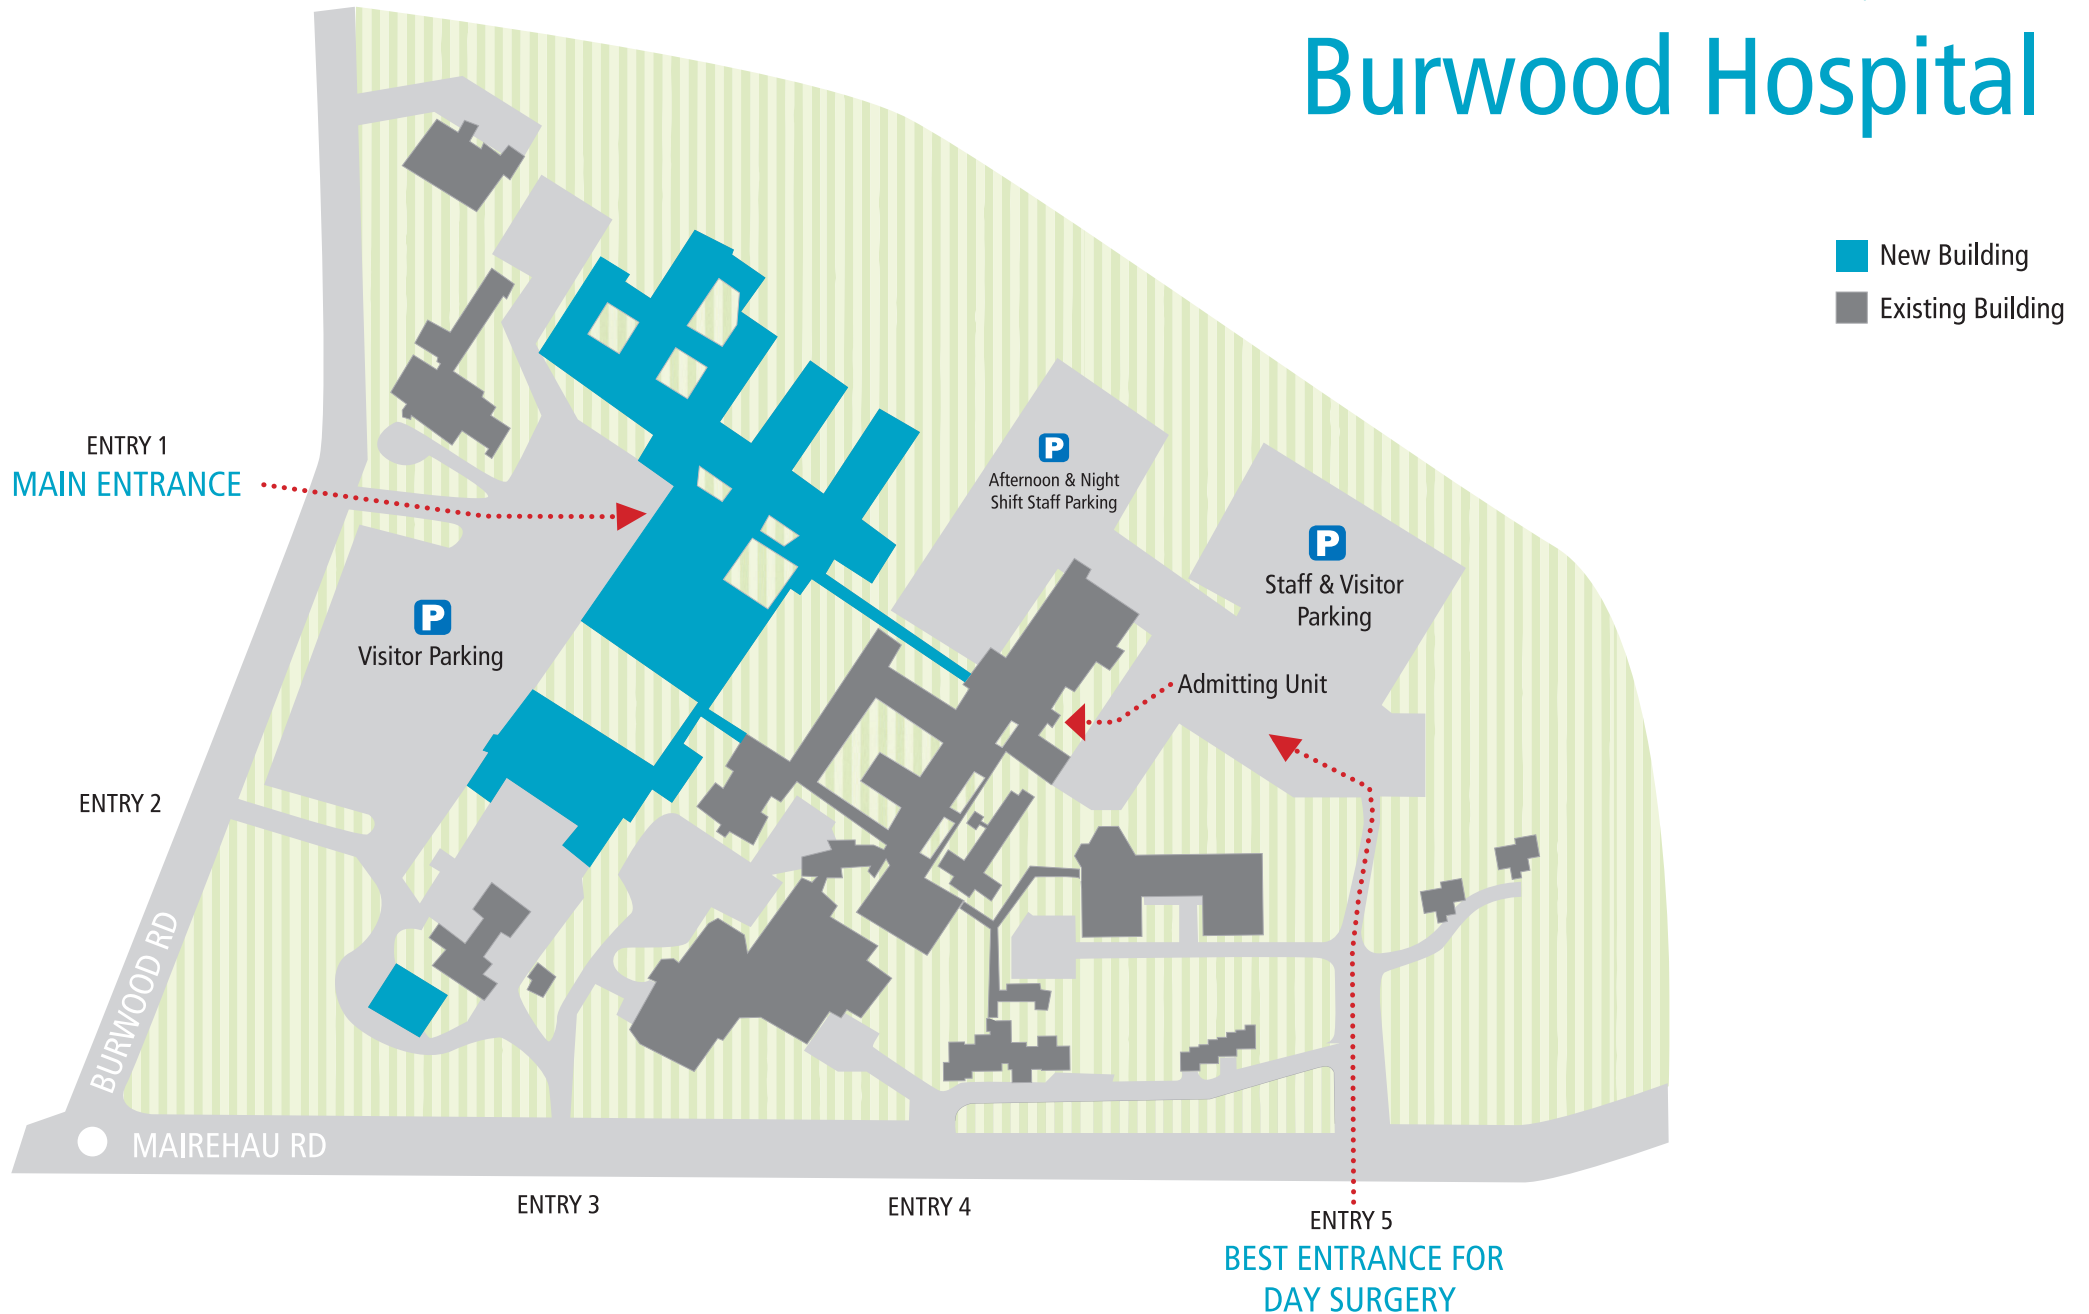 Burwood Hospital
New Building
Existing Building
ENTRY 1
MAIN ENTRANCE
P
Afternoon & Night
Shift Staff Parking
P
Staff & Visitor
Parking
P
Visitor Parking
Admitting Unit
ENTRY 2
BURWOOD RD
MAIREHAU RD
ENTRY 3
ENTRY 4
ENTRY 5
BEST ENTRANCE FOR
DAY SURGERY